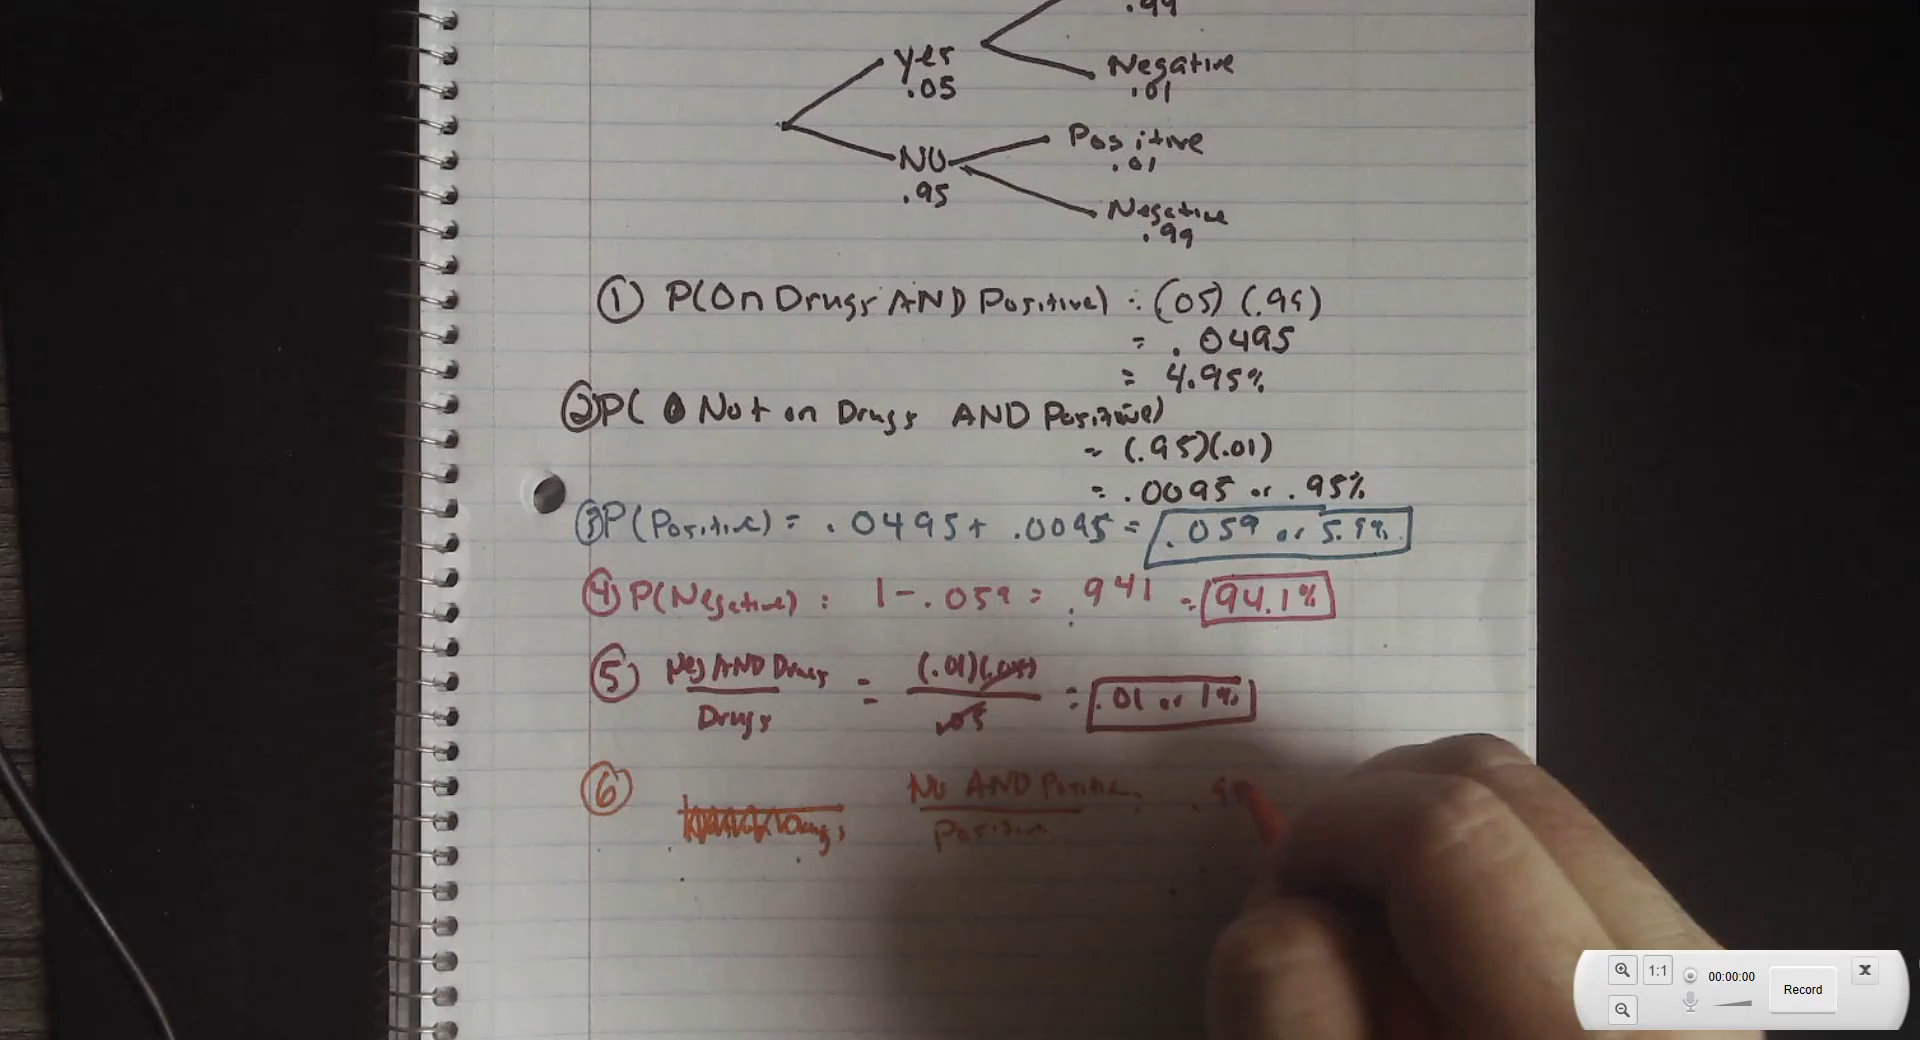 .99
yes
.05
Negative
.01
Positive
.01
NO
.95
Negative
.99
① P(On Drugs AND Positive) = (.05) (.99)
= .0495
= 4.95%
② P( Not on Drugs AND Positive)
= (.95)(.01)
= .0095 or .95%
③ P(Positive) = .0495 + .0095 = .059 or 5.9%
④ P(Negative) = 1 - .059 = .941 = 94.1%
⑤ Neg AND Drugs = (.01)(.05) = .01 or 1%
Drugs .05
⑥ No AND Positive =
Drugs Positive
1:1
00:00:00
Record
x